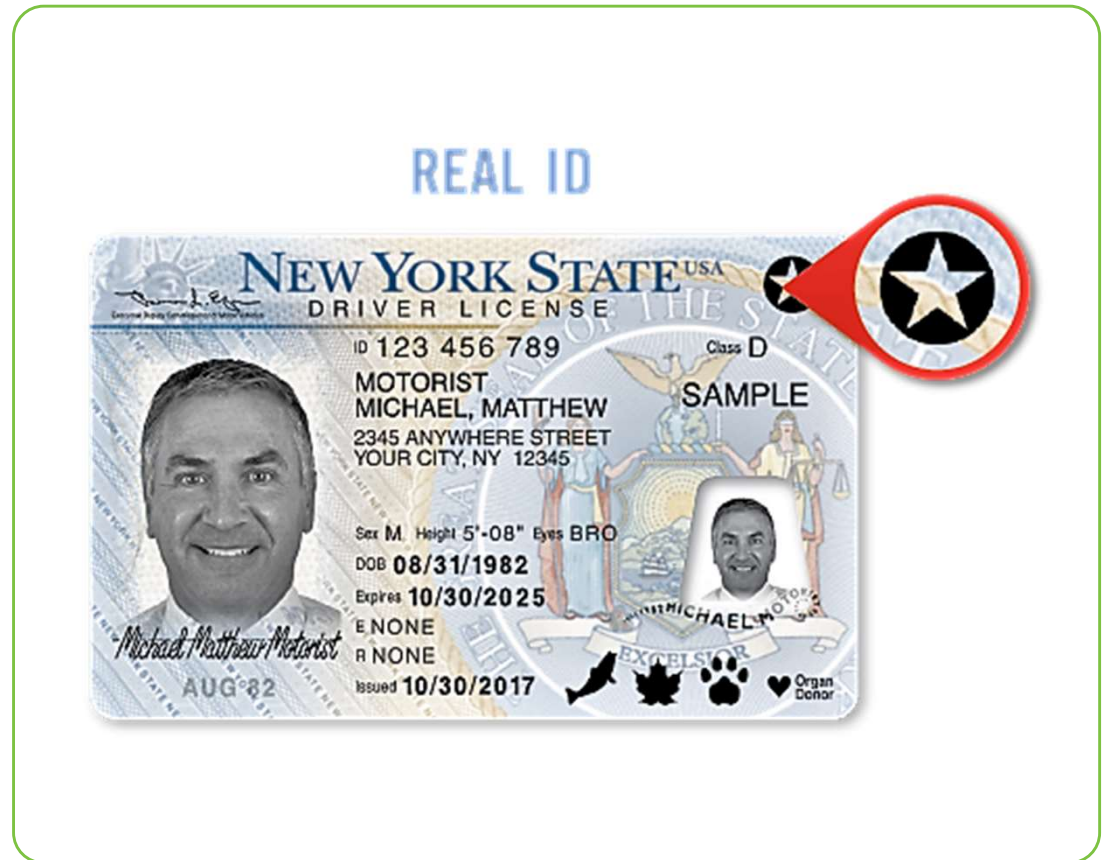 REAL ID
NEW YORK STATE USA
DRIVER LICENSE
ID 123 456 789
Class D
MOTORIST
MICHAEL, MATTHEW
SAMPLE
2345 ANYWHERE STREET
YOUR CITY, NY 12345
Sex M Height 5'-08" Eyes BRO
DOB 08/31/1982
Expires 10/30/2025
E NONE
R NONE
Issued 10/30/2017
Michael Matthew Motorist
AUG 82
MICHAEL MOTOR
EXCELSIOR
Organ
Donor